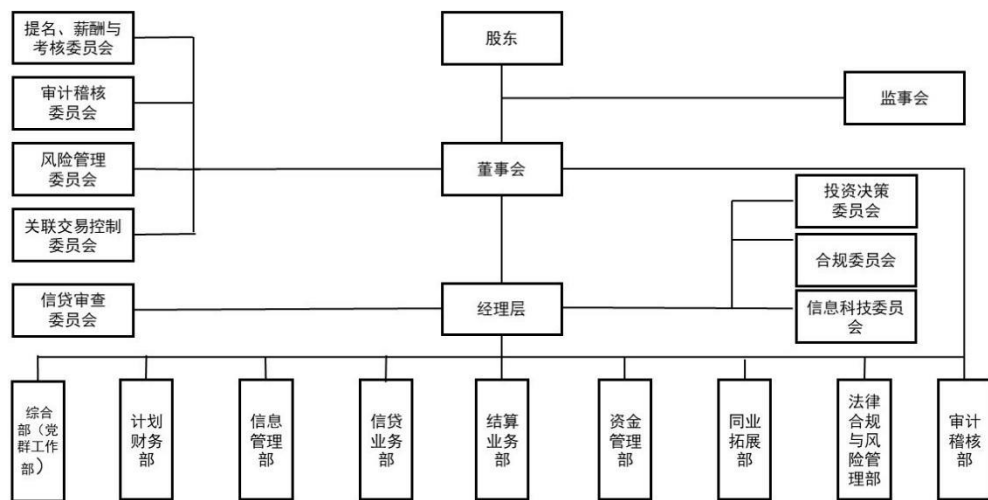 提名、薪酬与
考核委员会
股东
审计稽核
委员会
监事会
风险管理
委员会
董事会
投资决策
委员会
关联交易控制
委员会
合规委员会
信贷审查
委员会
经理层
信息科技委员
会
综合
部（党
群工作
部）
计划
财务
部
信息
管理
部
信贷
业务
部
结算
业务
部
资金
管理
部
同业
拓展
部
法律
合规
与风
险管
理部
审计
稽核
部